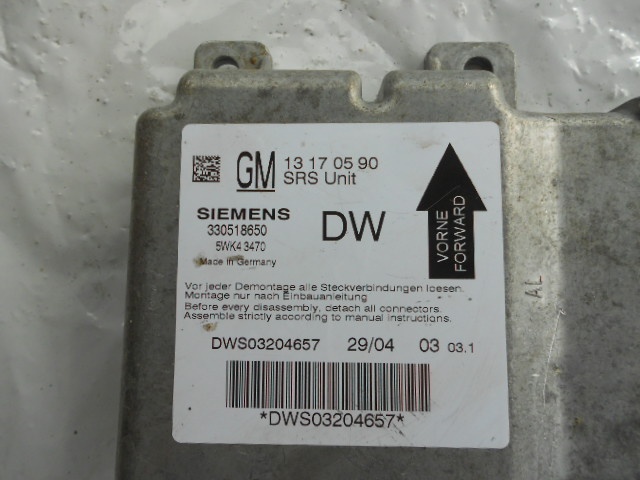 GM 13 17 05 90
SRS Unit
SIEMENS
330518650
5WK4 3470
Made in Germany
DW
VORNE
FORWARD
Vor jeder Demontage alle Steckverbindungen loesen.
Montage nur nach Einbauanleitung
Before every disassembly, detach all connectors.
Assemble strictly according to manual instructions.
DWS03204657 29/04 03 03.1
*DWS03204657*
AL